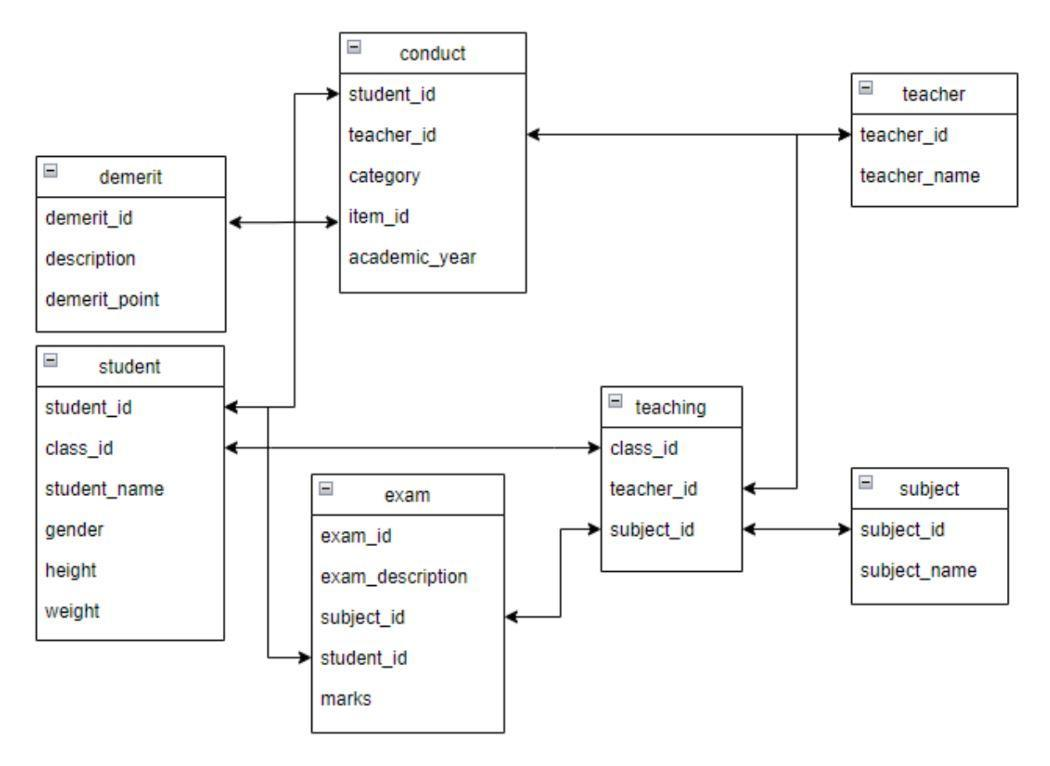 conduct
student_id
teacher_id
category
item_id
academic_year
teacher
teacher_id
teacher_name
demerit
demerit_id
description
demerit_point
student
student_id
class_id
student_name
gender
height
weight
teaching
class_id
teacher_id
subject_id
exam
exam_id
exam_description
subject_id
student_id
marks
subject
subject_id
subject_name